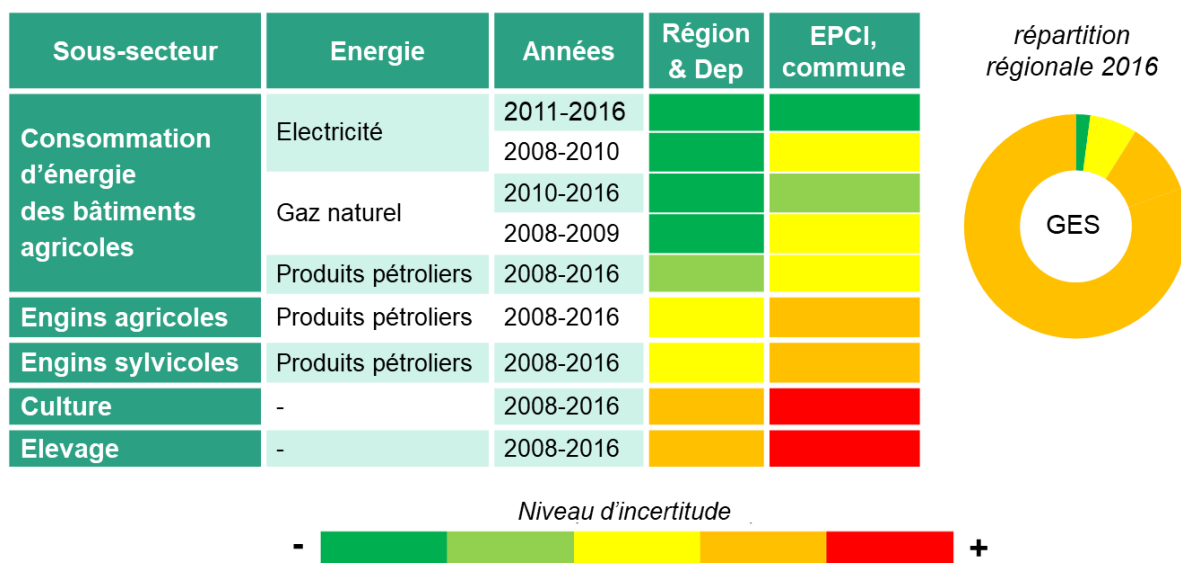 Sous-secteur
Energie
Années
Région
& Dep
EPCI,
commune
répartition
régionale 2016
Consommation
d'énergie
des bâtiments
agricoles
Electricité
2011-2016
2008-2010
Gaz naturel
2010-2016
2008-2009
Produits pétroliers
2008-2016
Engins agricoles
Produits pétroliers
2008-2016
Engins sylvicoles
Produits pétroliers
2008-2016
Culture
-
2008-2016
Elevage
-
2008-2016
GES
Niveau d'incertitude
-
+